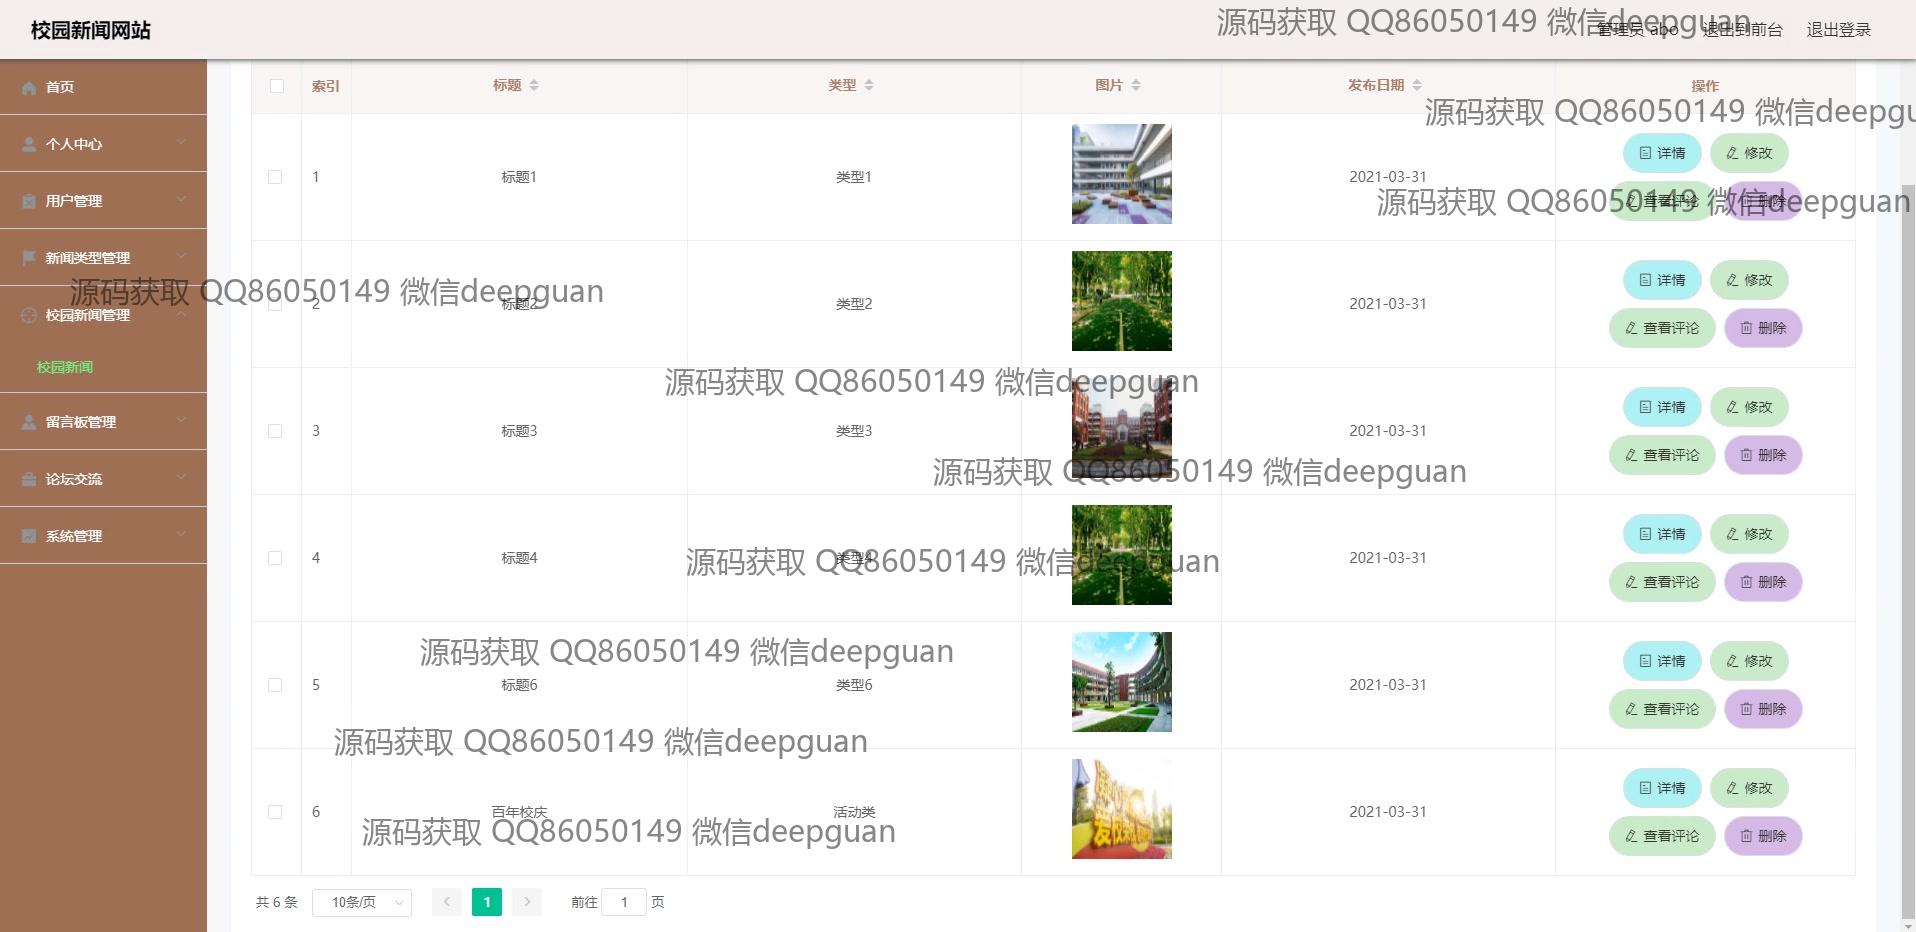 校园新闻网站
管理员 abo 退出到前台 退出登录
源码获取 QQ86050149 微信deepguan
首页
个人中心
用户管理
新闻类型管理
校园新闻管理
校园新闻
留言板管理
论坛交流
系统管理
索引 标题 类型 图片 发布日期 操作
源码获取 QQ86050149 微信deepgu
1 标题1 类型1 2021-03-31 详情 修改
查看评论 删除
源码获取 QQ86050149 微信deepguan
源码获取 QQ86050149 微信deepguan
2 标题2 类型2 2021-03-31 详情 修改
查看评论 删除
源码获取 QQ86050149 微信deepguan
3 标题3 类型3 2021-03-31 详情 修改
查看评论 删除
源码获取 QQ86050149 微信deepguan
4 标题4 类型4 2021-03-31 详情 修改
查看评论 删除
源码获取 QQ86050149 微信deepguan
源码获取 QQ86050149 微信deepguan
5 标题6 类型6 2021-03-31 详情 修改
查看评论 删除
源码获取 QQ86050149 微信deepguan
6 百年校庆 活动类 2021-03-31 详情 修改
查看评论 删除
源码获取 QQ86050149 微信deepguan
共 6 条 10条/页 1 前往 1 页